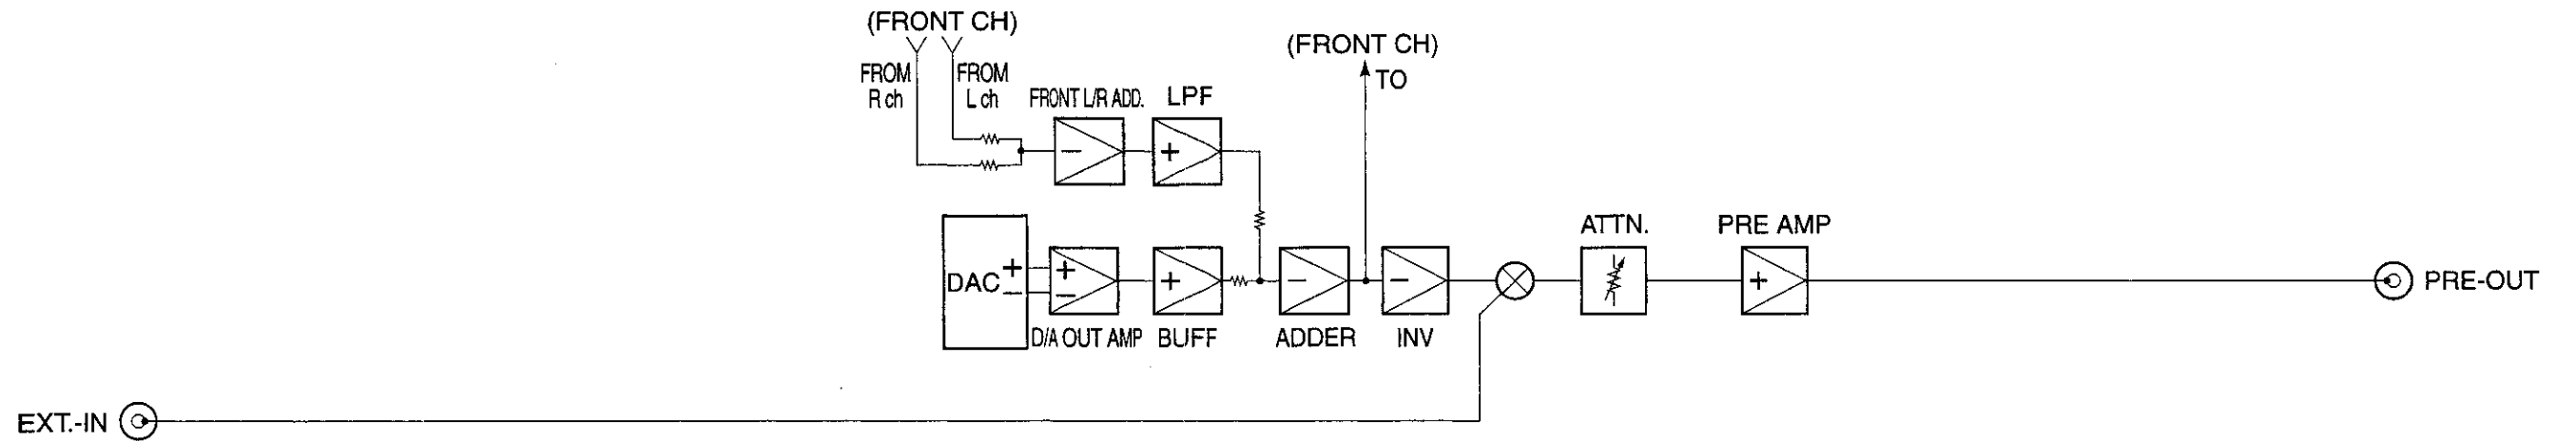 (FRONT CH)
FROM
R ch
FROM
L ch
FRONT L/R ADD.
LPF
(FRONT CH)
TO
−
+
DAC
+
−
+
−
+
−
−
ATTN.
PRE AMP
+
PRE-OUT
D/A OUT AMP
BUFF
ADDER
INV
EXT.-IN